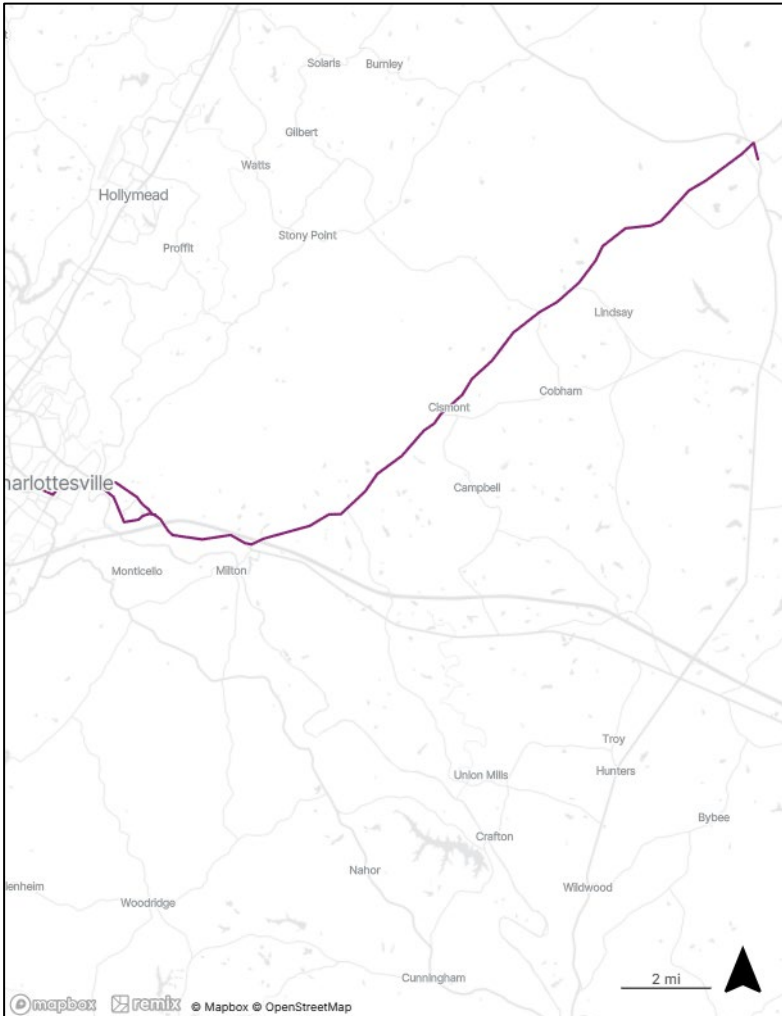 Solaris
Burnley
Gilbert
Watts
Hollymead
Stony Point
Proffit
Lindsay
Cobham
Cismont
harlottesville
Campbell
Monticello
Milton
Troy
Hunters
Union Mills
Bybee
Crafton
Nahor
Wildwood
lenheim
Woodridge
Cunningham
2 mi
mapbox remix © Mapbox © OpenStreetMap